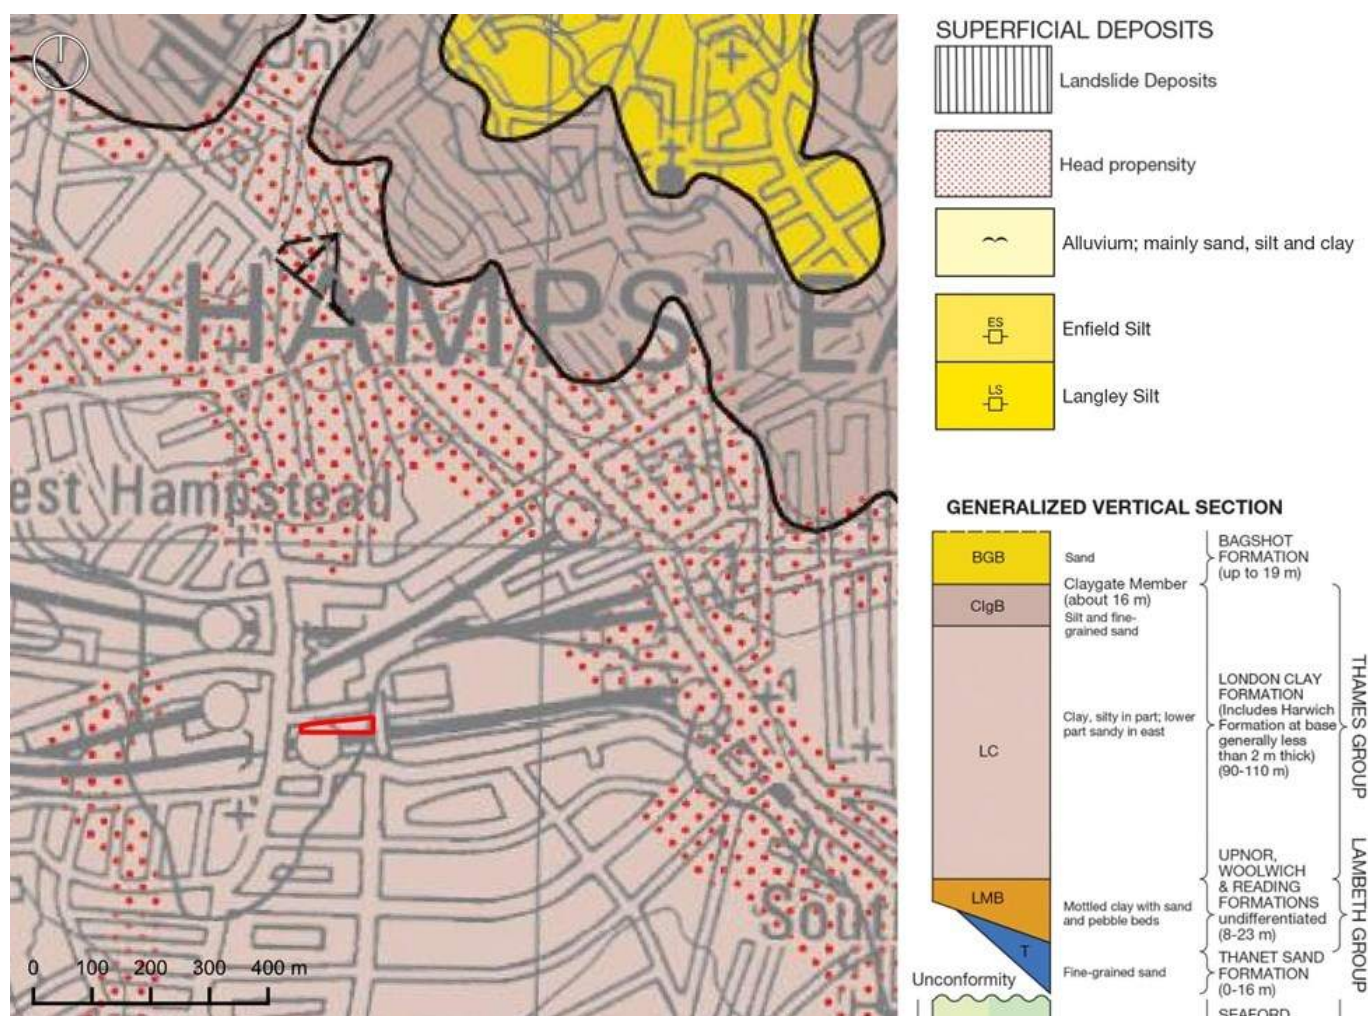 Univ
HAMPSTEA
est Hampstead
Sout
0 100 200 300 400 m
SUPERFICIAL DEPOSITS
Landslide Deposits
Head propensity
Alluvium; mainly sand, silt and clay
ES
Enfield Silt
LS
Langley Silt
GENERALIZED VERTICAL SECTION
BGB
Sand
BAGSHOT
FORMATION
(up to 19 m)
ClgB
Claygate Member
(about 16 m)
Silt and fine-
grained sand
LC
Clay, silty in part; lower
part sandy in east
LONDON CLAY
FORMATION
(Includes Harwich
Formation at base
generally less
than 2 m thick)
(90-110 m)
THAMES GROUP
LMB
Mottled clay with sand
and pebble beds
UPNOR,
WOOLWICH
& READING
FORMATIONS
undifferentiated
(8-23 m)
LAMBETH GROUP
T
Fine-grained sand
THANET SAND
FORMATION
(0-16 m)
Unconformity
SEAFORD